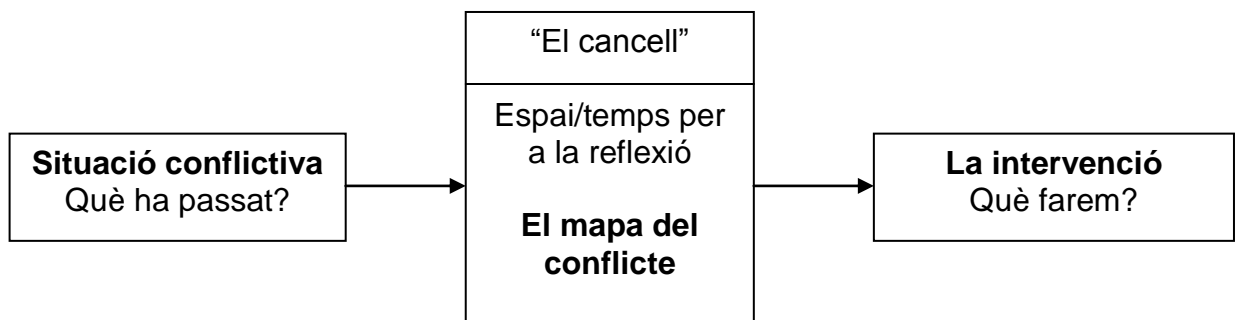 Situació conflictiva
Què ha passat?
“El cancell”
Espai/temps per
a la reflexió
El mapa del
conflicte
La intervenció
Què farem?